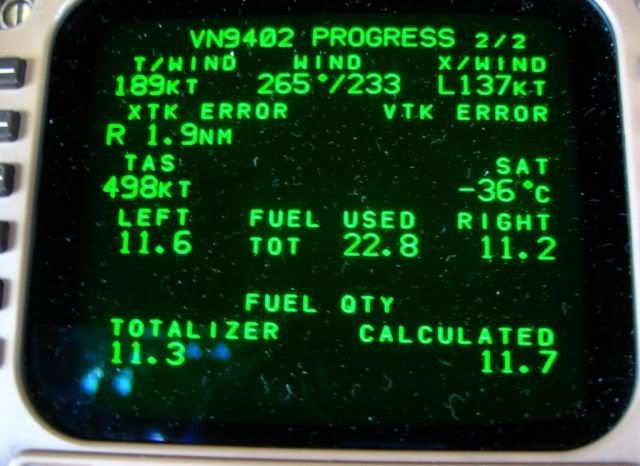 VN9402 PROGRESS 2/2
T/WIND WIND X/WIND
189KT 265°/233 L137KT
XTK ERROR VTK ERROR
R 1.9NM
TAS SAT
498KT -36°C
LEFT FUEL USED RIGHT
11.6 TOT 22.8 11.2
FUEL QTY
TOTALIZER CALCULATED
11.3 11.7